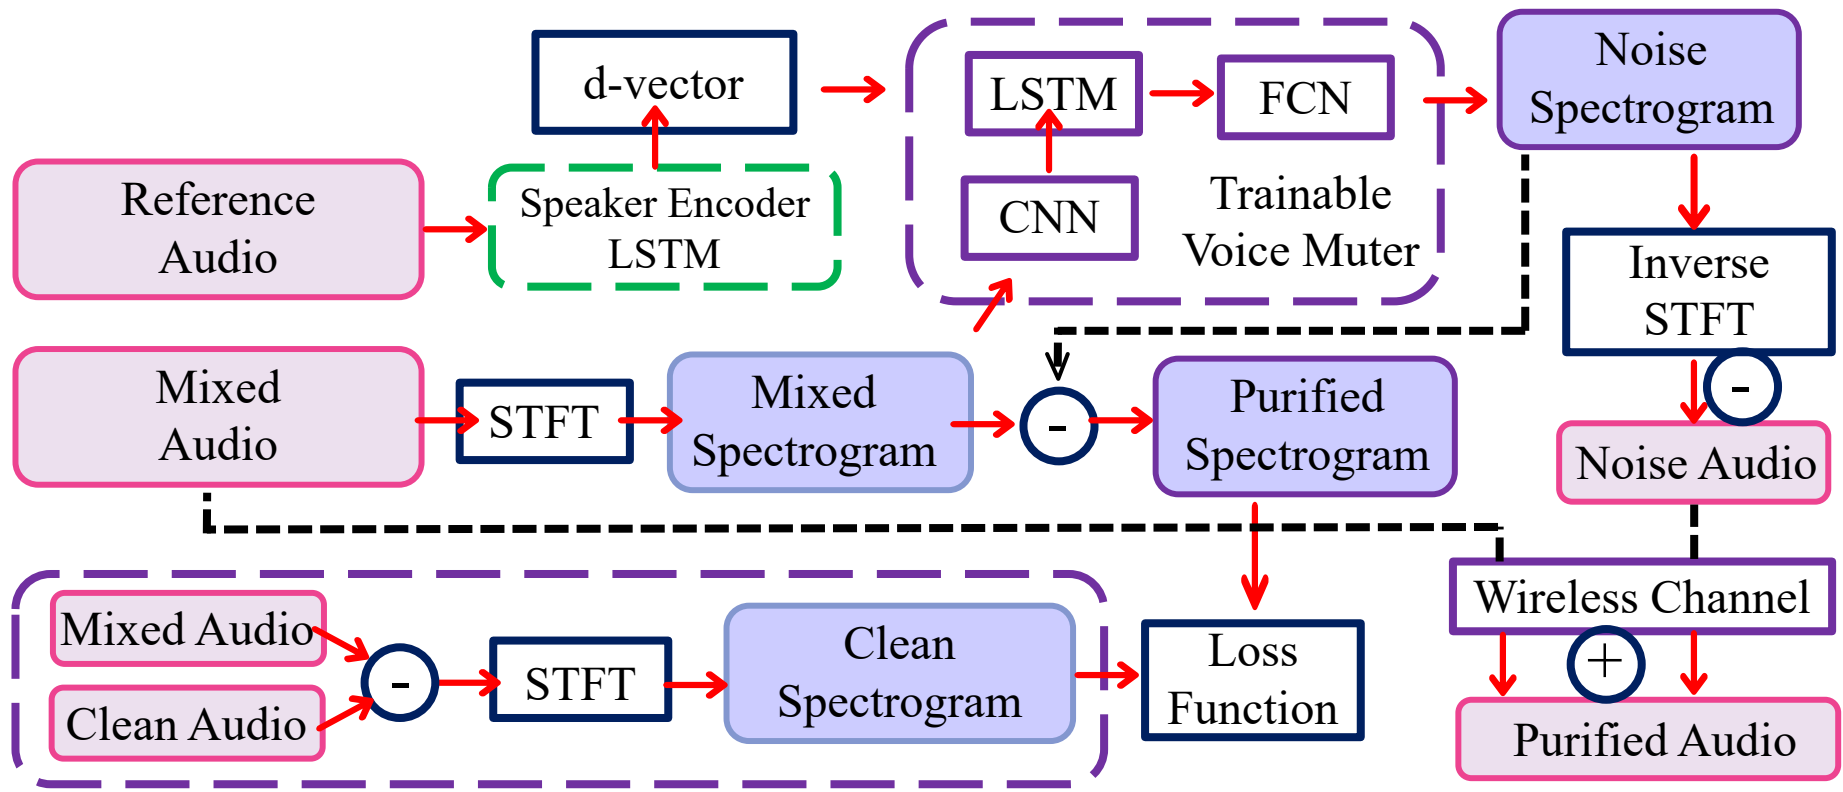 d-vector
LSTM
FCN
Noise
Spectrogram
Reference
Audio
Speaker Encoder
LSTM
CNN
Trainable
Voice Muter
Inverse
STFT
-
Mixed
Audio
STFT
Mixed
Spectrogram
-
Purified
Spectrogram
Noise Audio
Mixed Audio
Clean Audio
-
STFT
Clean
Spectrogram
Loss
Function
Wireless Channel
+
Purified Audio